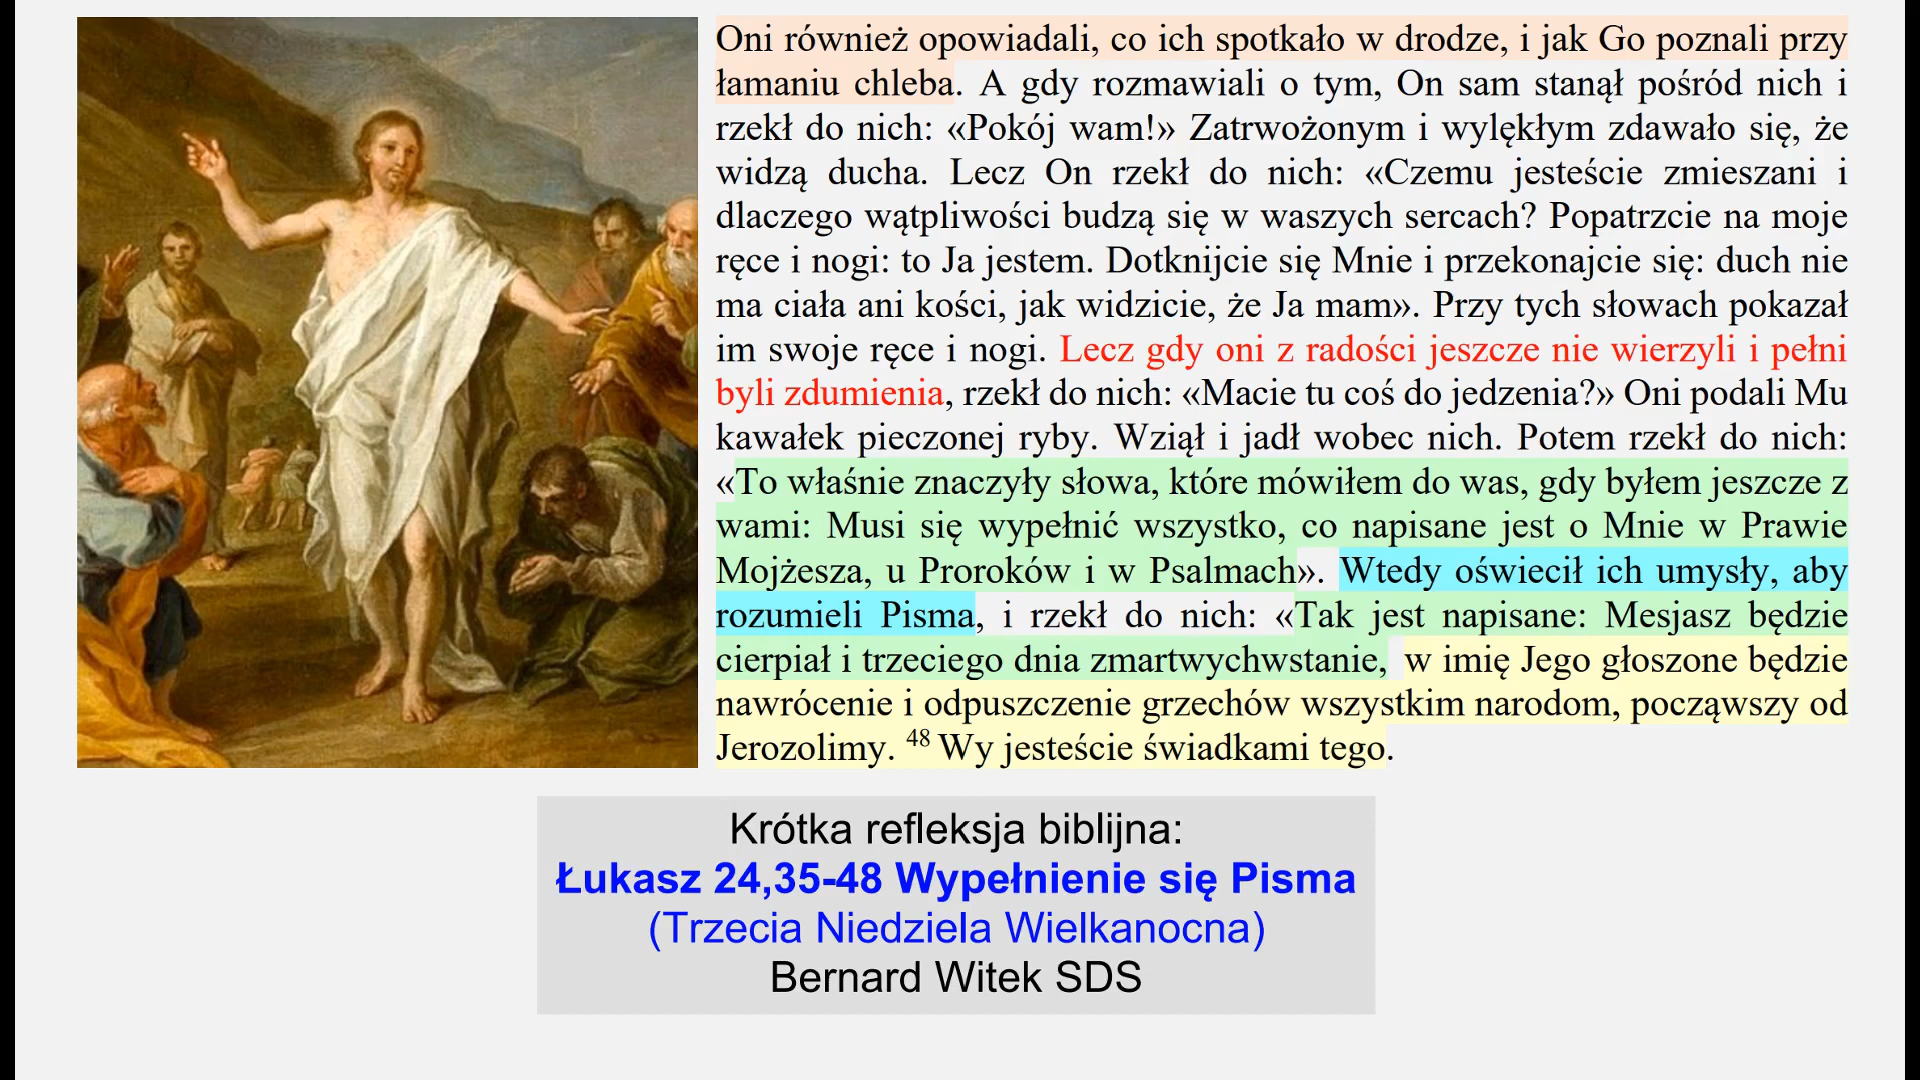 Oni również opowiadali, co ich spotkało w drodze, i jak Go poznali przy
łamaniu chleba. A gdy rozmawiali o tym, On sam stanął pośród nich i
rzekł do nich: «Pokój wam!» Zatrwożonym i wylękłym zdawało się, że
widzą ducha. Lecz On rzekł do nich: «Czemu jesteście zmieszani i
dlaczego wątpliwości budzą się w waszych sercach? Popatrzcie na moje
ręce i nogi: to Ja jestem. Dotknijcie się Mnie i przekonajcie się: duch nie
ma ciała ani kości, jak widzicie, że Ja mam». Przy tych słowach pokazał
im swoje ręce i nogi. Lecz gdy oni z radości jeszcze nie wierzyli i pełni
byli zdumienia, rzekł do nich: «Macie tu coś do jedzenia?» Oni podali Mu
kawałek pieczonej ryby. Wziął i jadł wobec nich. Potem rzekł do nich:
«To właśnie znaczyły słowa, które mówiłem do was, gdy byłem jeszcze z
wami: Musi się wypełnić wszystko, co napisane jest o Mnie w Prawie
Mojżesza, u Proroków i w Psalmach». Wtedy oświecił ich umysły, aby
rozumieli Pisma, i rzekł do nich: «Tak jest napisane: Mesjasz będzie
cierpiał i trzeciego dnia zmartwychwstanie, w imię Jego głoszone będzie
nawrócenie i odpuszczenie grzechów wszystkim narodom, począwszy od
Jerozolimy. 48 Wy jesteście świadkami tego.
Krótka refleksja biblijna:
Łukasz 24,35-48 Wypełnienie się Pisma
(Trzecia Niedziela Wielkanocna)
Bernard Witek SDS